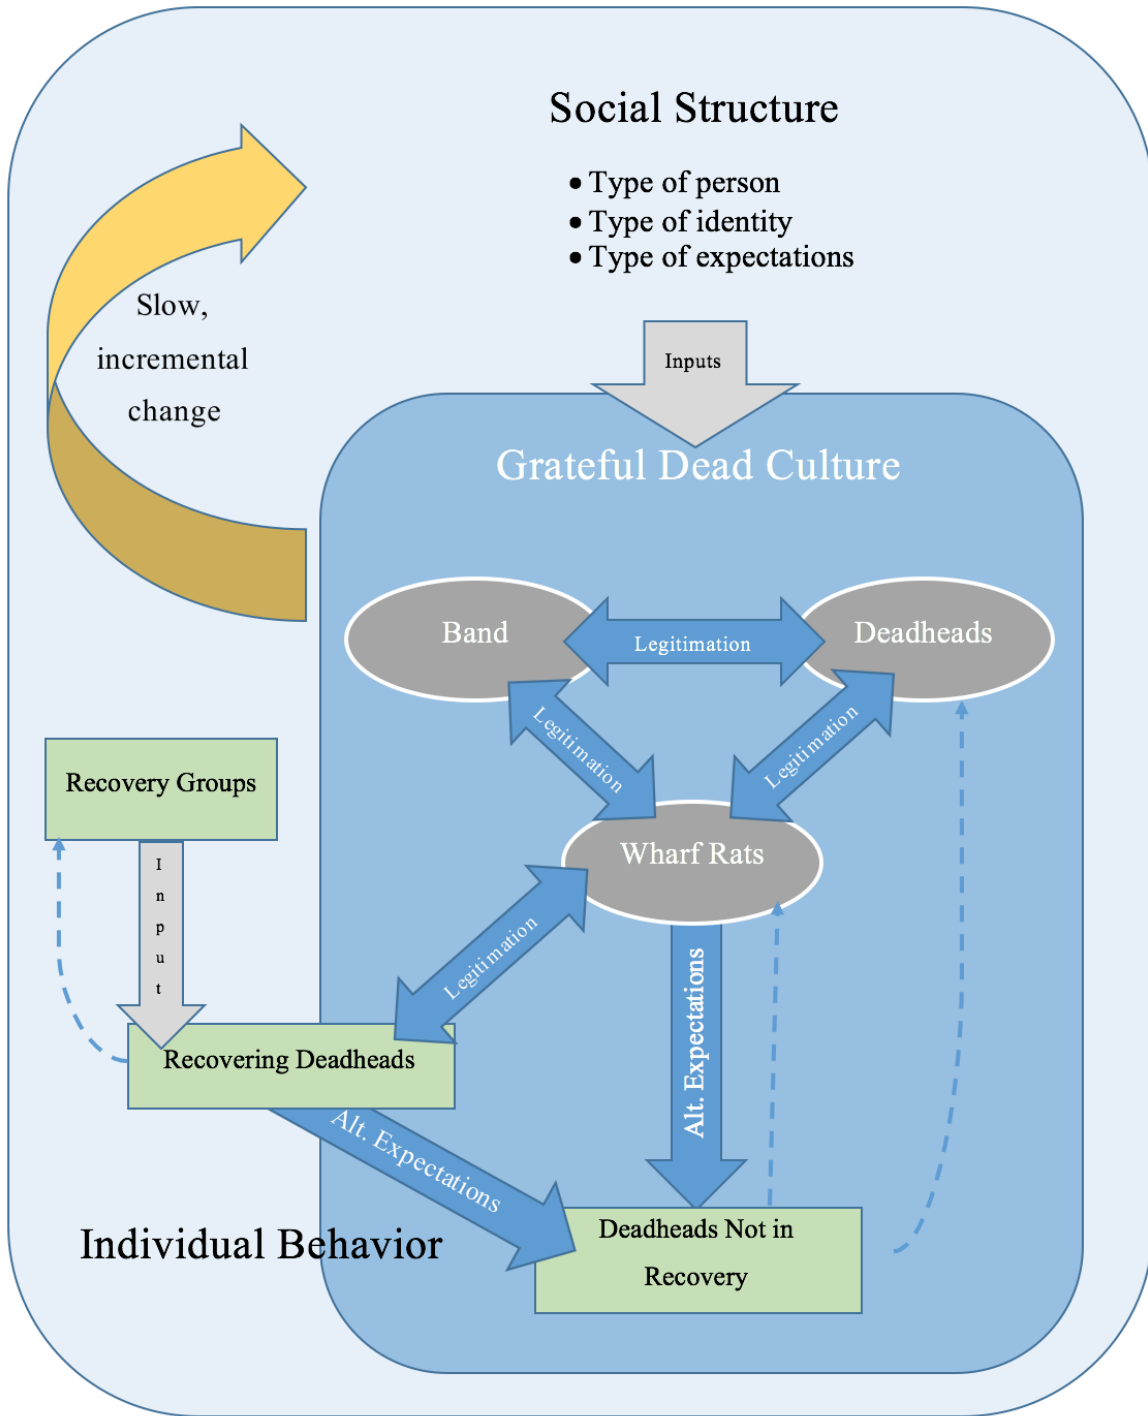 Social Structure
• Type of person
• Type of identity
• Type of expectations
Slow,
incremental
change
Inputs
Grateful Dead Culture
Band
Legitimation
Deadheads
Legitimation
Legitimation
Recovery Groups
Wharf Rats
Input
Legitimation
Alt. Expectations
Recovering Deadheads
Alt. Expectations
Individual Behavior
Deadheads Not in
Recovery